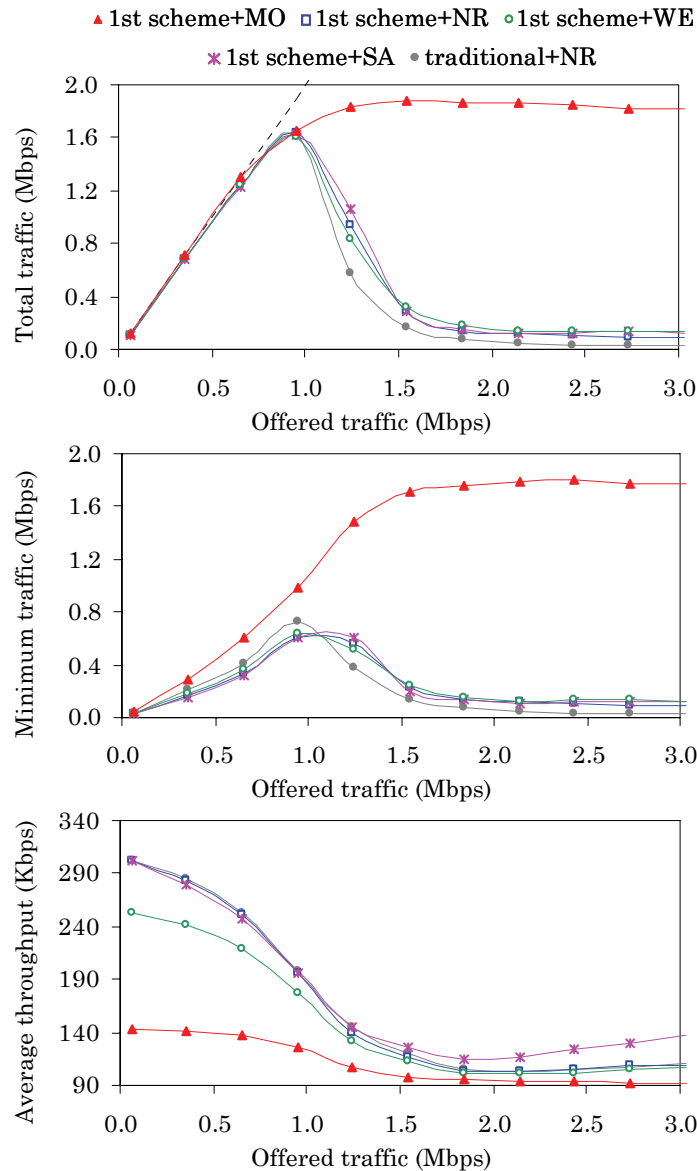 1st scheme+MO 1st scheme+NR 1st scheme+WE
1st scheme+SA traditional+NR
Total traffic (Mbps)
2.0
1.6
1.2
0.8
0.4
0.0
0.0 0.5 1.0 1.5 2.0 2.5 3.0
Offered traffic (Mbps)
Minimum traffic (Mbps)
2.0
1.6
1.2
0.8
0.4
0.0
0.0 0.5 1.0 1.5 2.0 2.5 3.0
Offered traffic (Mbps)
Average throughput (Kbps)
340
290
240
190
140
90
0.0 0.5 1.0 1.5 2.0 2.5 3.0
Offered traffic (Mbps)